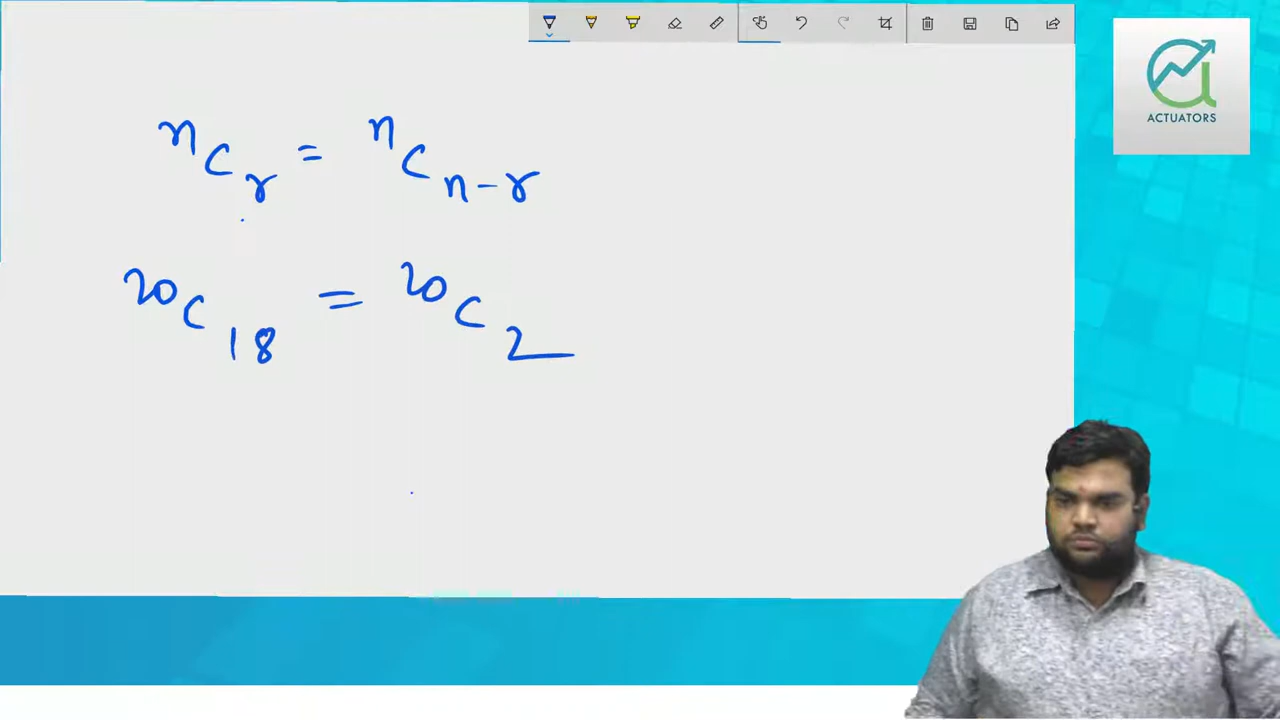 ⁿCᵣ = ⁿCₙ₋ᵣ
²⁰C₁₈ = ²⁰C₂
ACTUATORS